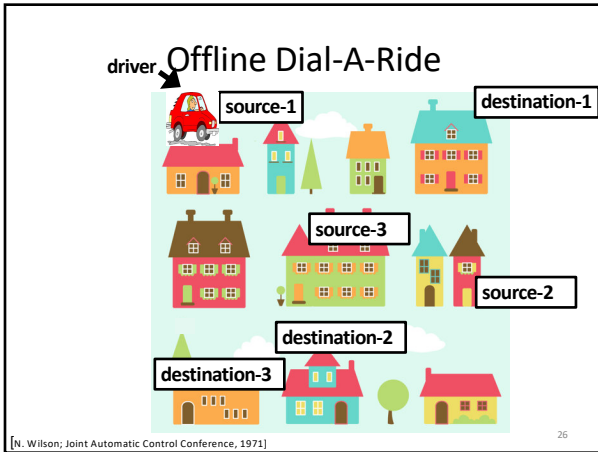 Offline Dial-A-Ride
driver
source-1
destination-1
source-3
source-2
destination-2
destination-3
[N. Wilson; Joint Automatic Control Conference, 1971]
26